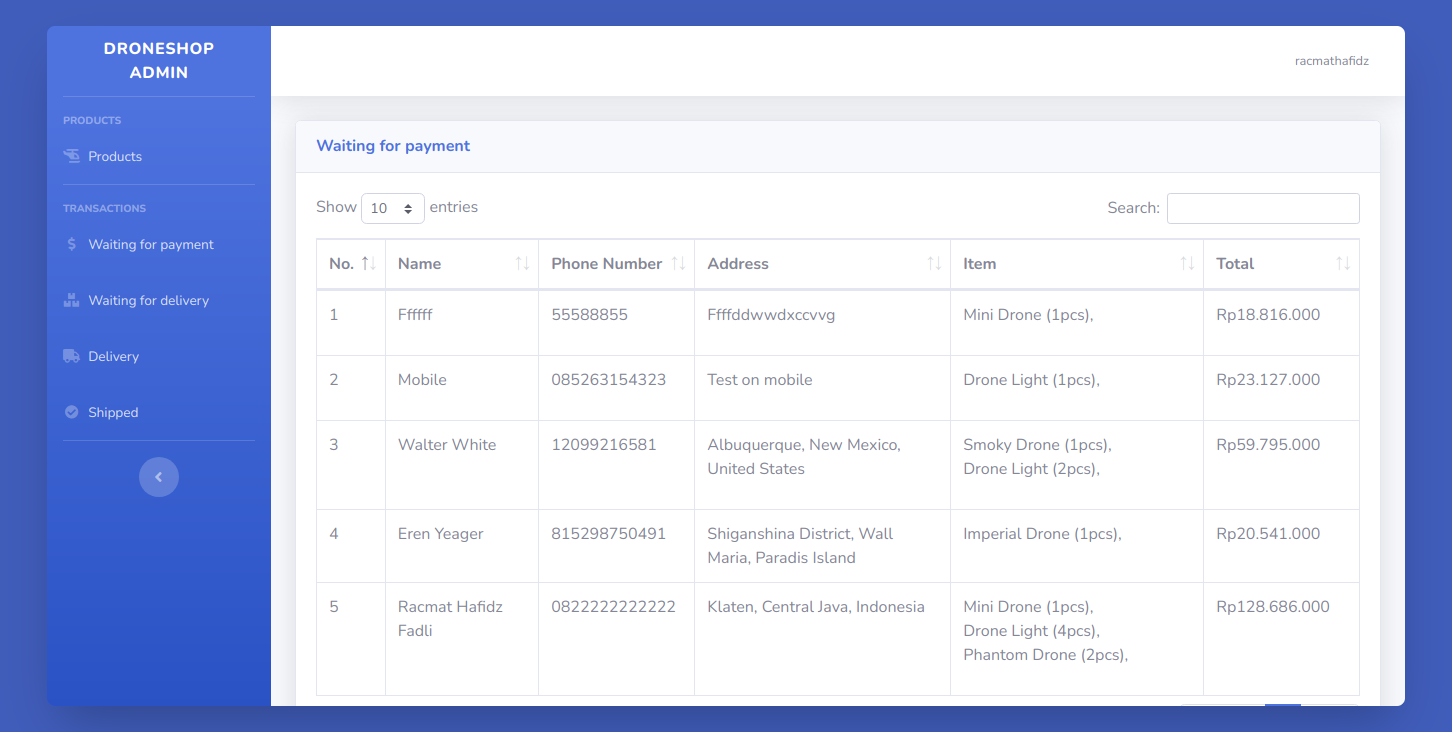 DRONESHOP
ADMIN
racmathafidz
PRODUCTS
Products
TRANSACTIONS
Waiting for payment
Waiting for delivery
Delivery
Shipped
Waiting for payment
Show 10 entries
Search:
No. Name Phone Number Address Item Total
1 Ffffff 55588855 Ffffddwwdxccvvg Mini Drone (1pcs), Rp18.816.000
2 Mobile 085263154323 Test on mobile Drone Light (1pcs), Rp23.127.000
3 Walter White 12099216581 Albuquerque, New Mexico, Smoky Drone (1pcs), Rp59.795.000
United States Drone Light (2pcs),
4 Eren Yeager 815298750491 Shiganshina District, Wall Imperial Drone (1pcs), Rp20.541.000
Maria, Paradis Island
5 Racmat Hafidz 0822222222222 Klaten, Central Java, Indonesia Mini Drone (1pcs), Rp128.686.000
Fadli Drone Light (4pcs),
Phantom Drone (2pcs),